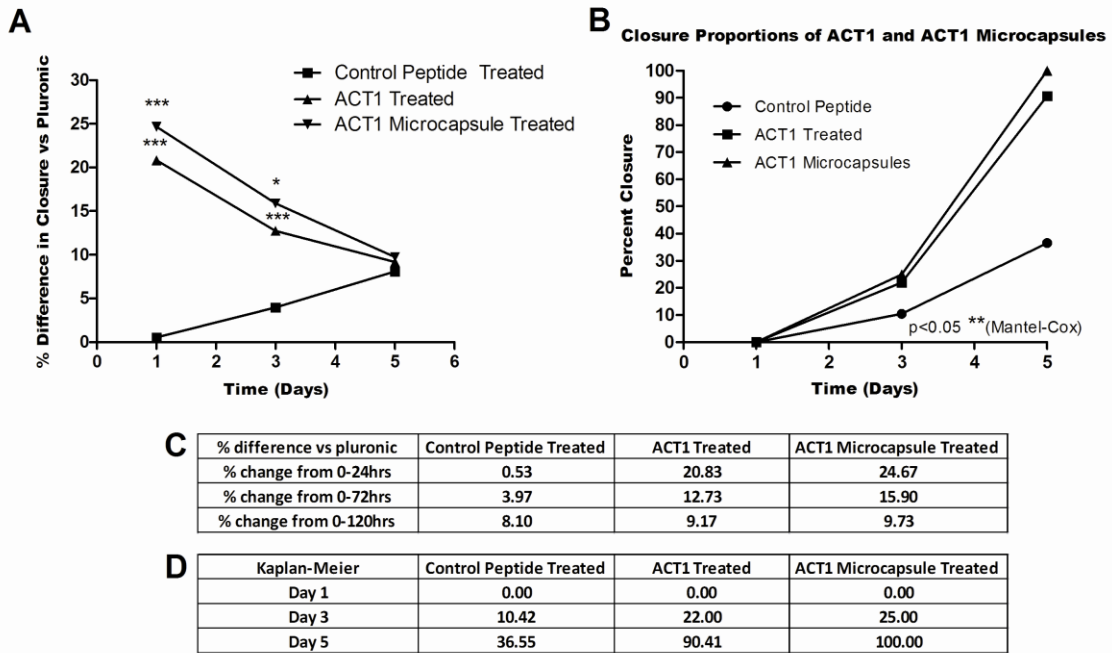 A
% Difference in Closure vs Pluronic
30
25
20
15
10
5
0
***
***
*
***
Control Peptide Treated
ACT1 Treated
ACT1 Microcapsule Treated
0 1 2 3 4 5 6
Time (Days)
B
Closure Proportions of ACT1 and ACT1 Microcapsules
Percent Closure
100
90
80
70
60
50
40
30
20
10
0
Control Peptide
ACT1 Treated
ACT1 Microcapsules
p<0.05 **(Mantel-Cox)
0 1 2 3 4 5
Time (Days)
C
% difference vs pluronic Control Peptide Treated ACT1 Treated ACT1 Microcapsule Treated
% change from 0-24hrs 0.53 20.83 24.67
% change from 0-72hrs 3.97 12.73 15.90
% change from 0-120hrs 8.10 9.17 9.73
D
Kaplan-Meier Control Peptide Treated ACT1 Treated ACT1 Microcapsule Treated
Day 1 0.00 0.00 0.00
Day 3 10.42 22.00 25.00
Day 5 36.55 90.41 100.00